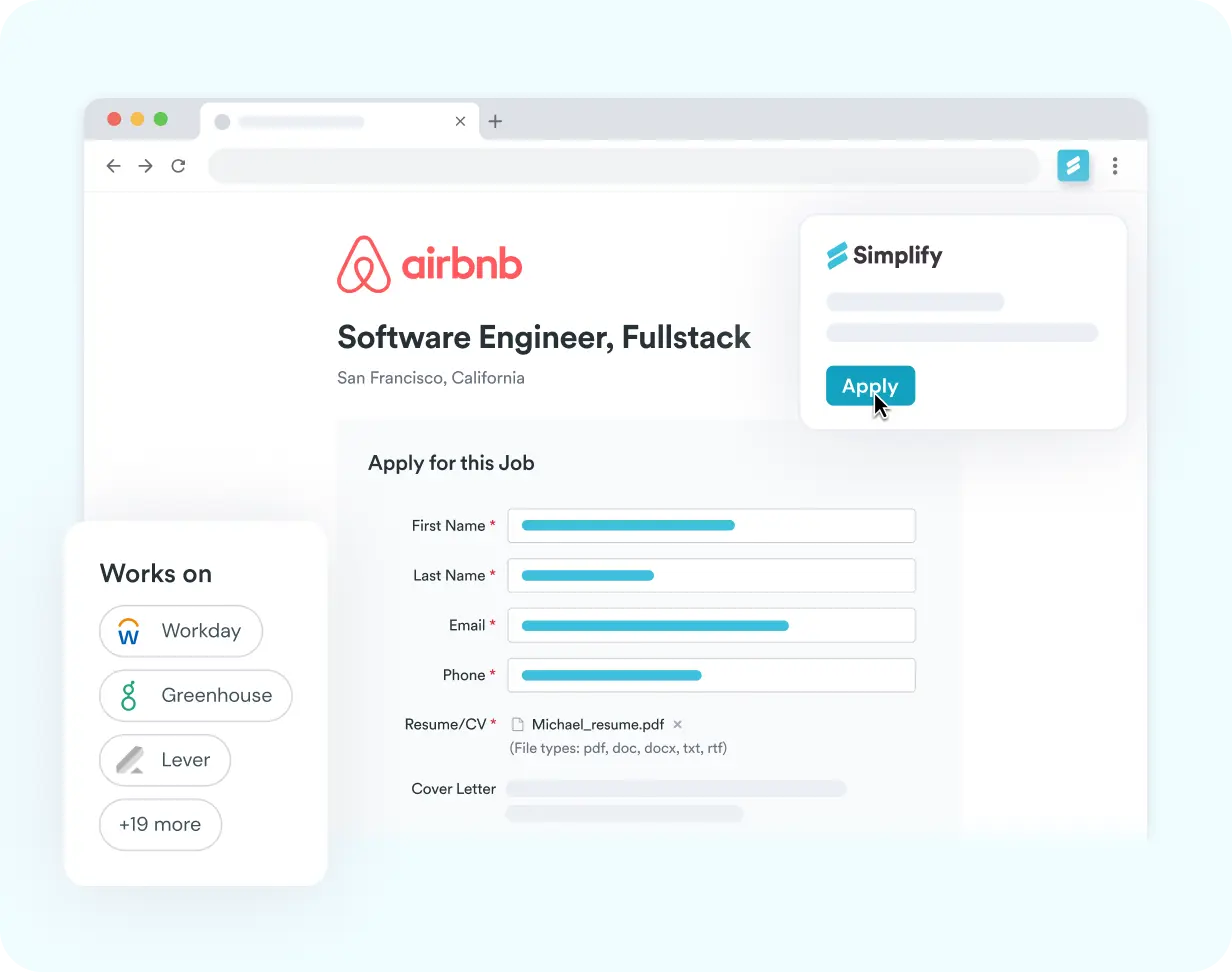 airbnb
Software Engineer, Fullstack
San Francisco, California
Simplify
Apply
Apply for this Job
First Name *
Last Name *
Email *
Phone *
Resume/CV * Michael_resume.pdf ×
(File types: pdf, doc, docx, txt, rtf)
Cover Letter
Works on
Workday
Greenhouse
Lever
+19 more